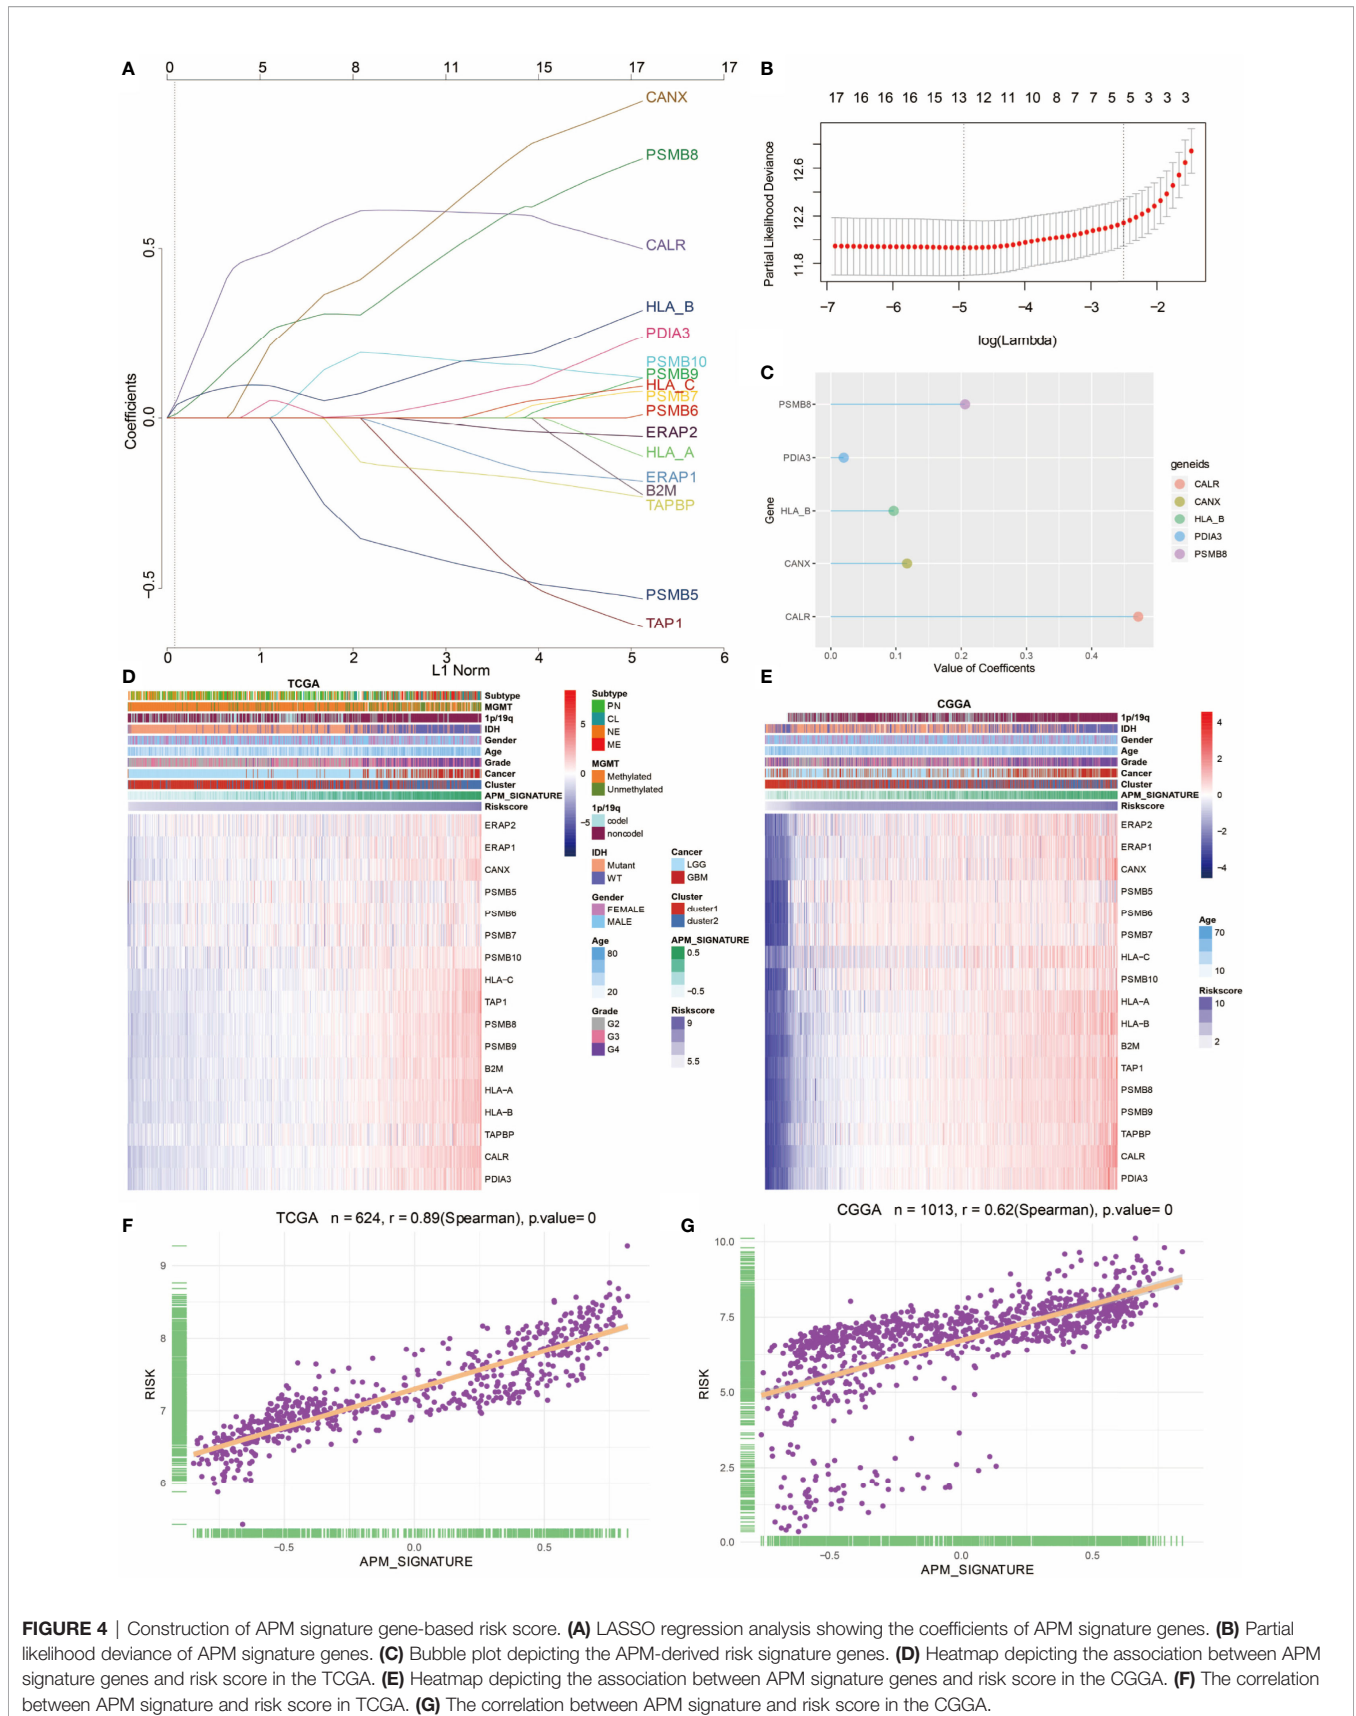 A
0 5 8 11 15 17 17
CANX
PSMB8
CALR
HLA_B
PDIA3
PSMB10
PSMB9
HLA_C
PSMB7
PSMB6
ERAP2
HLA_A
ERAP1
B2M
TAPBP
PSMB5
TAP1
Coefficients
0.5
0.0
−0.5
0 1 2 3 4 5 6
L1 Norm
B
17 16 16 16 15 13 12 11 10 8 7 7 5 5 3 3 3
Partial Likelihood Deviance
12.6
12.2
11.8
−7 −6 −5 −4 −3 −2
log(Lambda)
C
Gene
PSMB8
PDIA3
HLA_B
CANX
CALR
0.0 0.1 0.2 0.3 0.4
Value of Coefficents
geneids
CALR
CANX
HLA_B
PDIA3
PSMB8
D
TCGA
Subtype
MGMT
1p/19q
IDH
Gender
Age
Grade
Cancer
Cluster
APM_SIGNATURE
Riskscore
ERAP2
ERAP1
CANX
PSMB5
PSMB6
PSMB7
PSMB10
HLA−C
TAP1
PSMB8
PSMB9
B2M
HLA−A
HLA−B
TAPBP
CALR
PDIA3
5
0
−5
Subtype
PN
CL
NE
ME
MGMT
Methylated
Unmethylated
1p/19q
codel
noncodel
IDH
Mutant
WT
Gender
FEMALE
MALE
Age
80
20
Grade
G2
G3
G4
Cancer
LGG
GBM
Cluster
cluster1
cluster2
APM_SIGNATURE
0.5
−0.5
Riskscore
9
5.5
E
CGGA
1p/19q
IDH
Gender
Age
Grade
Cancer
Cluster
APM_SIGNATURE
Riskscore
ERAP2
ERAP1
CANX
PSMB5
PSMB6
PSMB7
HLA−C
PSMB10
HLA−A
HLA−B
B2M
TAP1
PSMB8
PSMB9
TAPBP
CALR
PDIA3
4
2
0
−2
−4
Age
70
10
Riskscore
10
2
F
TCGA n = 624, r = 0.89(Spearman), p.value= 0
RISK
9
8
7
6
−0.5 0.0 0.5
APM_SIGNATURE
G
CGGA n = 1013, r = 0.62(Spearman), p.value= 0
RISK
10.0
7.5
5.0
2.5
0.0
−0.5 0.0 0.5
APM_SIGNATURE
FIGURE 4 | Construction of APM signature gene-based risk score. (A) LASSO regression analysis showing the coefficients of APM signature genes. (B) Partial
likelihood deviance of APM signature genes. (C) Bubble plot depicting the APM-derived risk signature genes. (D) Heatmap depicting the association between APM
signature genes and risk score in the TCGA. (E) Heatmap depicting the association between APM signature genes and risk score in the CGGA. (F) The correlation
between APM signature and risk score in TCGA. (G) The correlation between APM signature and risk score in the CGGA.